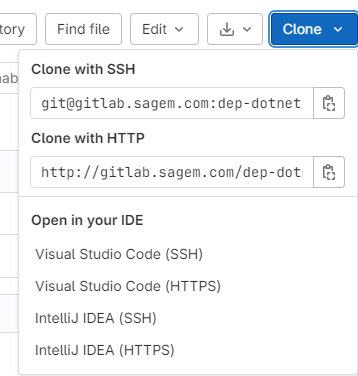 tory Find file Edit Clone
Clone with SSH
git@gitlab.sagem.com:dep-dotnet
Clone with HTTP
http://gitlab.sagem.com/dep-dot
Open in your IDE
Visual Studio Code (SSH)
Visual Studio Code (HTTPS)
IntelliJ IDEA (SSH)
IntelliJ IDEA (HTTPS)